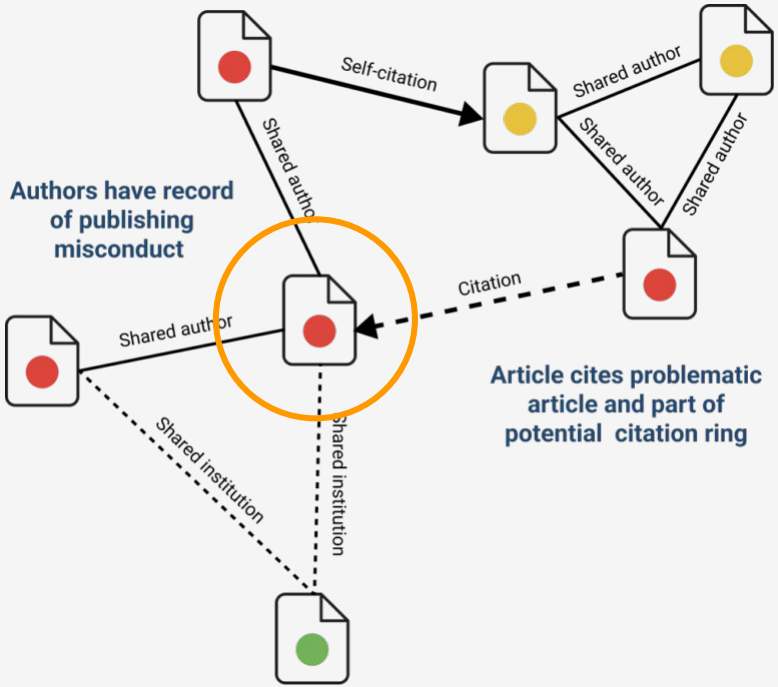 Self-citation
Shared author
Shared author
Shared author
Shared author
Authors have record
of publishing
misconduct
Citation
Shared author
Article cites problematic
article and part of
potential citation ring
Shared institution
Shared institution